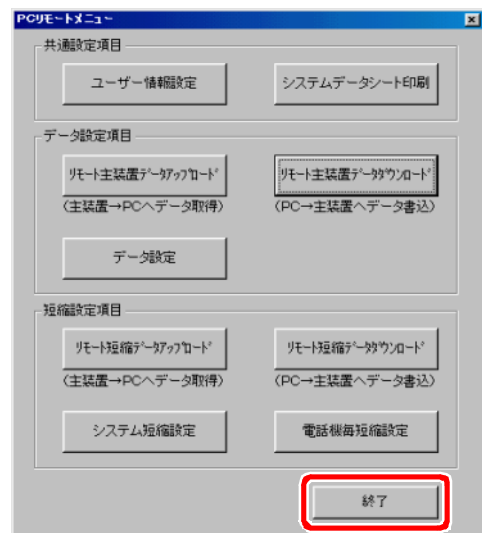 PCリモートメニュー
共通設定項目
ユーザー情報設定
システムデータシート印刷
データ設定項目
リモート主装置データアップロード
リモート主装置データダウンロード
(主装置→PCへデータ取得)
(PC→主装置へデータ書込)
データ設定
短縮設定項目
リモート短縮データアップロード
リモート短縮データダウンロード
(主装置→PCへデータ取得)
(PC→主装置へデータ書込)
システム短縮設定
電話機毎短縮設定
終了